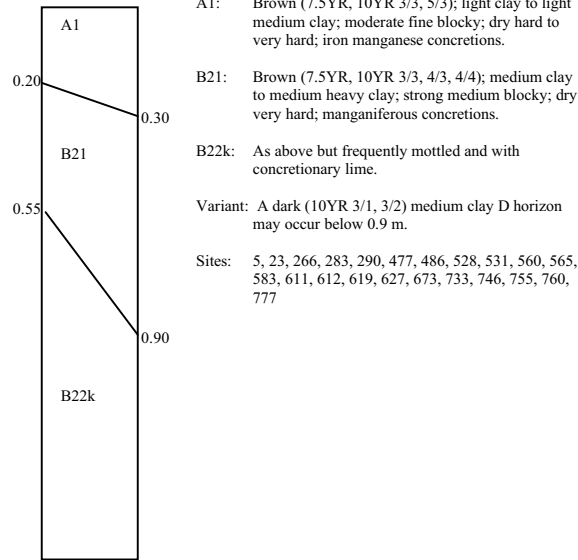 A1: Brown (7.5YR, 10YR 3/3, 5/3); light clay to light
medium clay; moderate fine blocky; dry hard to
very hard; iron manganese concretions.
B21: Brown (7.5YR, 10YR 3/3, 4/3, 4/4); medium clay
to medium heavy clay; strong medium blocky; dry
very hard; manganiferous concretions.
B22k: As above but frequently mottled and with
concretionary lime.
Variant: A dark (10YR 3/1, 3/2) medium clay D horizon
may occur below 0.9 m.
Sites: 5, 23, 266, 283, 290, 477, 486, 528, 531, 560, 565,
583, 611, 612, 619, 627, 673, 733, 746, 755, 760,
777
A1
0.20
0.30
B21
0.55
0.90
B22k